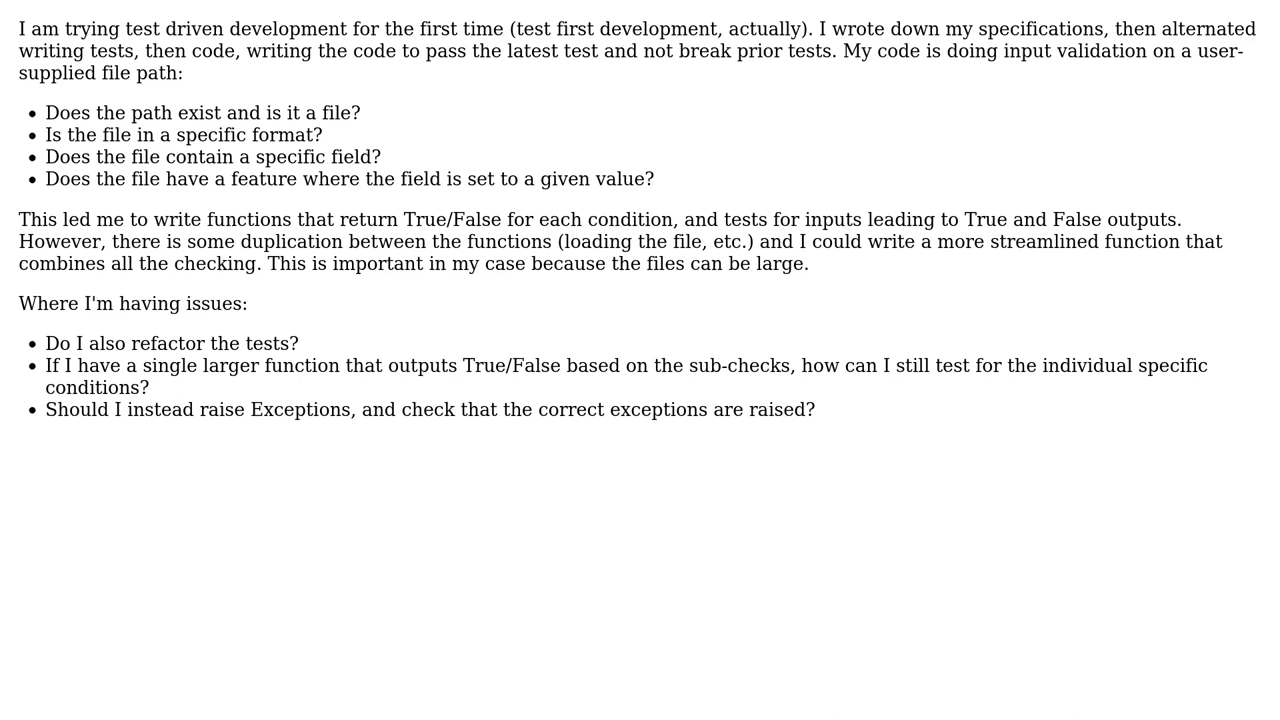 I am trying test driven development for the first time (test first development, actually). I wrote down my specifications, then alternated
writing tests, then code, writing the code to pass the latest test and not break prior tests. My code is doing input validation on a user-
supplied file path:
• Does the path exist and is it a file?
• Is the file in a specific format?
• Does the file contain a specific field?
• Does the file have a feature where the field is set to a given value?
This led me to write functions that return True/False for each condition, and tests for inputs leading to True and False outputs.
However, there is some duplication between the functions (loading the file, etc.) and I could write a more streamlined function that
combines all the checking. This is important in my case because the files can be large.
Where I'm having issues:
• Do I also refactor the tests?
• If I have a single larger function that outputs True/False based on the sub-checks, how can I still test for the individual specific
conditions?
• Should I instead raise Exceptions, and check that the correct exceptions are raised?